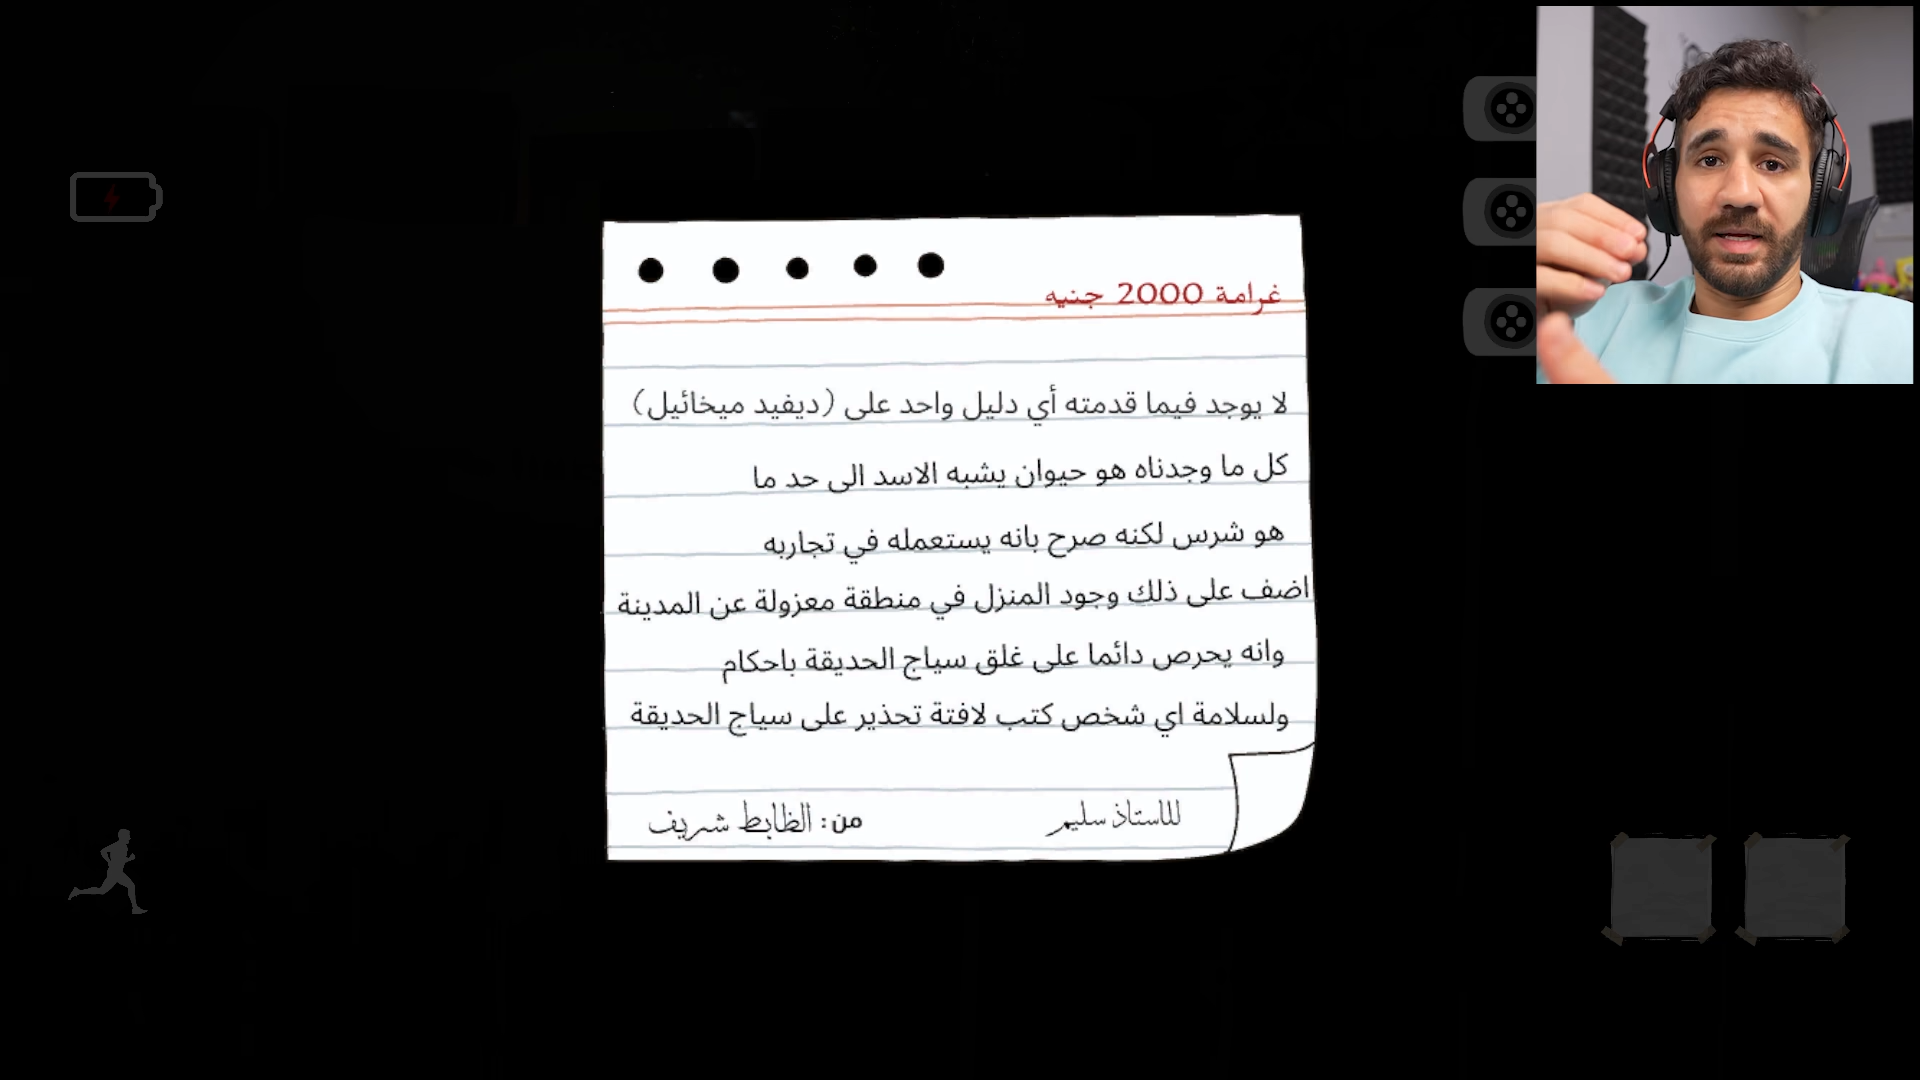 غرامة 2000 جنيه
لا يوجد فيما قدمته أي دليل واحد على (ديفيد ميخائيل)
كل ما وجدناه هو حيوان يشبه الاسد الى حد ما
هو شرس لكنه صرح بانه يستعمله في تجاربه
اضف على ذلك وجود المنزل في منطقة معزولة عن المدينة
وانه يحرص دائما على غلق سياج الحديقة باحكام
ولسلامة اي شخص كتب لافتة تحذير على سياج الحديقة
للاستاذ سليم
من: الظابط شريف